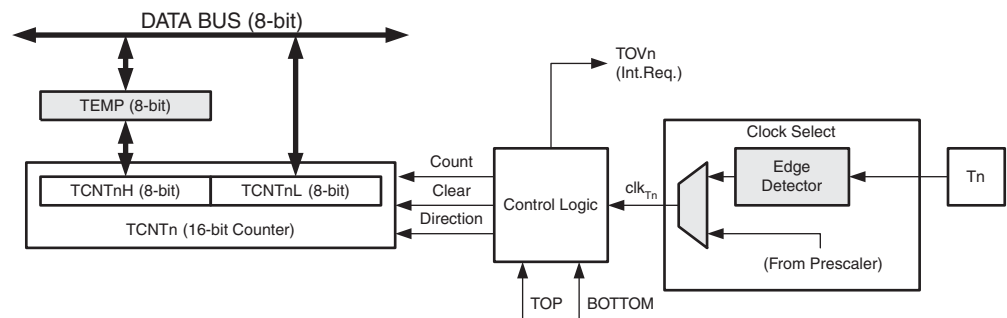 DATA BUS (8-bit)
TOVn
(Int.Req.)
TEMP (8-bit)
Clock Select
Count
Edge
Detector
TCNTnH (8-bit)
TCNTnL (8-bit)
Clear
Control Logic
clkTn
Tn
TCNTn (16-bit Counter)
Direction
(From Prescaler)
TOP
BOTTOM